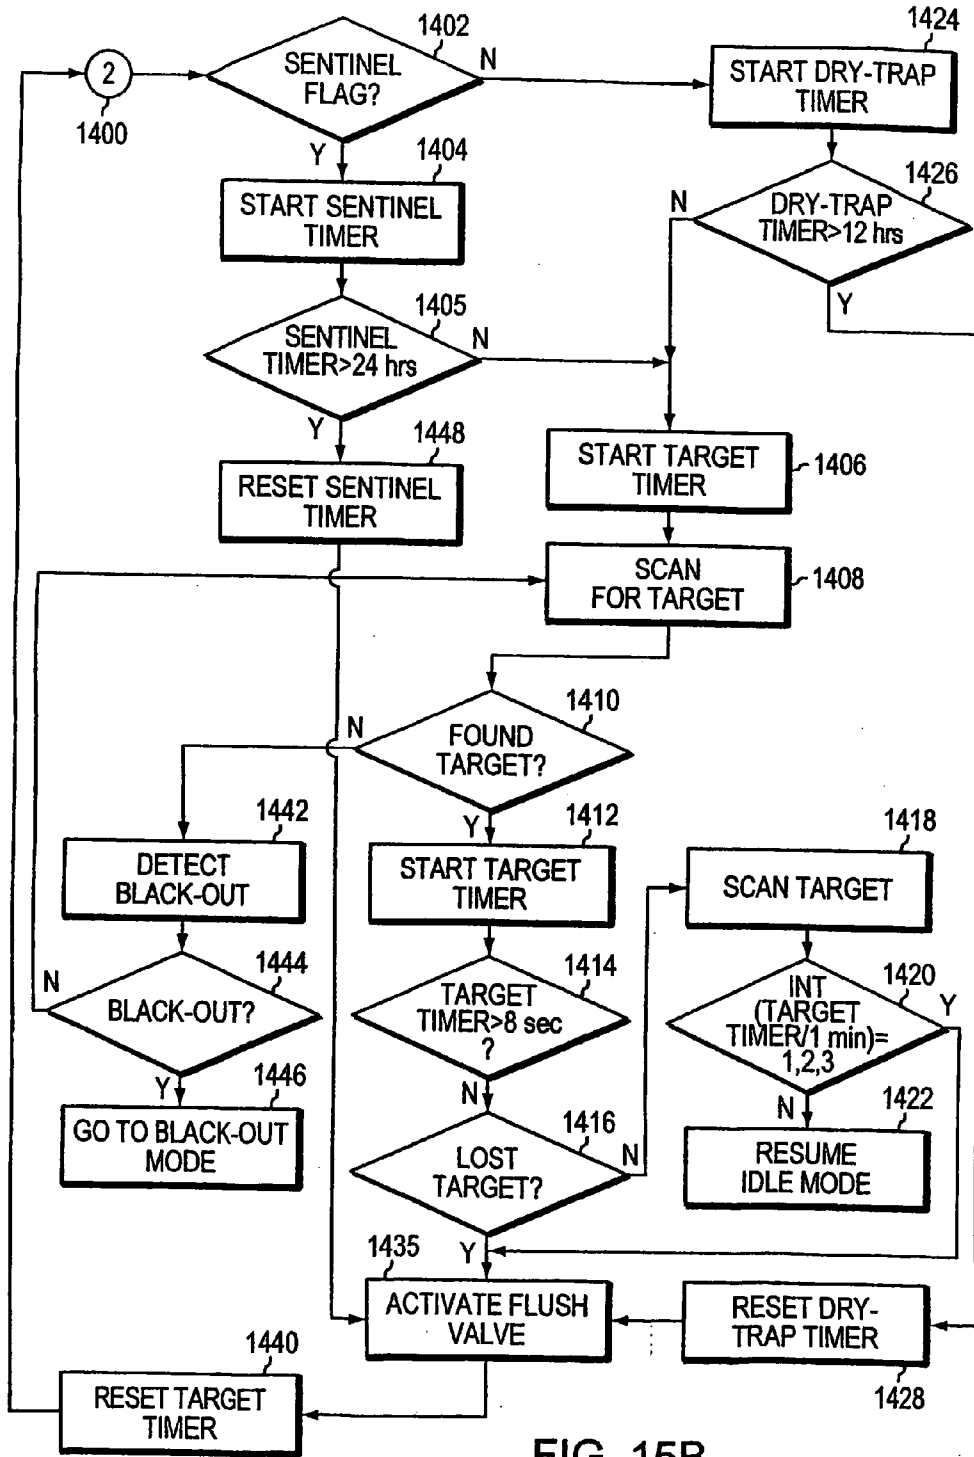 1402
SENTINEL
FLAG?
N
Y
2
1400
1424
START DRY-TRAP
TIMER
1404
START SENTINEL
TIMER
1426
DRY-TRAP
TIMER>12 hrs
N
Y
1405
SENTINEL
TIMER>24 hrs
N
Y
1448
RESET SENTINEL
TIMER
START TARGET
TIMER
1406
SCAN
FOR TARGET
1408
1410
FOUND
TARGET?
N
Y
1442
DETECT
BLACK-OUT
1412
START TARGET
TIMER
1418
SCAN TARGET
1444
BLACK-OUT?
N
Y
1414
TARGET
TIMER>8 sec
?
N
1420
INT
(TARGET
TIMER/1 min)=
1,2,3
Y
N
1446
GO TO BLACK-OUT
MODE
1416
LOST
TARGET?
N
Y
1422
RESUME
IDLE MODE
1435
ACTIVATE FLUSH
VALVE
RESET DRY-
TRAP TIMER
1428
1440
RESET TARGET
TIMER
FIG. 15B